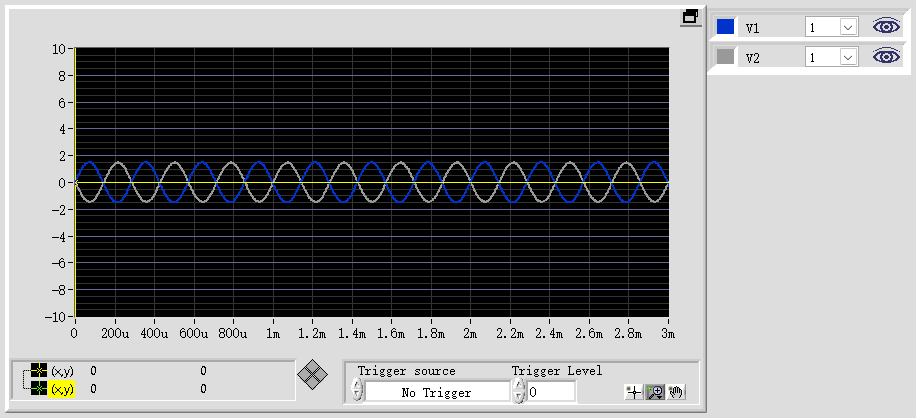 V1 1
V2 1
10
8
6
4
2
0
-2
-4
-6
-8
-10
0 200u 400u 600u 800u 1m 1.2m 1.4m 1.6m 1.8m 2m 2.2m 2.4m 2.6m 2.8m 3m
(x,y) 0 0
(x,y) 0 0
Trigger source Trigger Level
No Trigger 0